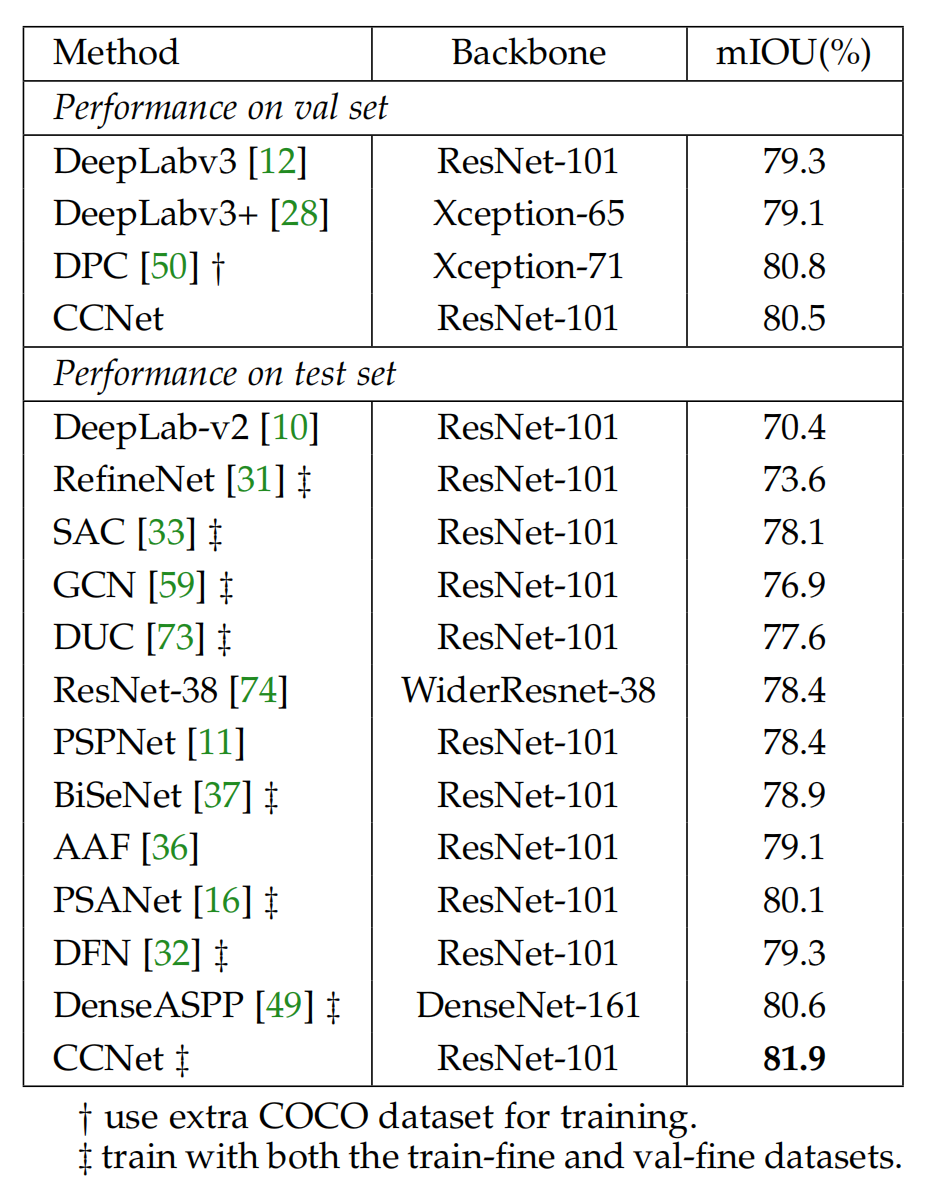 Method Backbone mIOU(%)
Performance on val set
DeepLabv3 [12] ResNet-101 79.3
DeepLabv3+ [28] Xception-65 79.1
DPC [50] † Xception-71 80.8
CCNet ResNet-101 80.5
Performance on test set
DeepLab-v2 [10] ResNet-101 70.4
RefineNet [31] ‡ ResNet-101 73.6
SAC [33] ‡ ResNet-101 78.1
GCN [59] ‡ ResNet-101 76.9
DUC [73] ‡ ResNet-101 77.6
ResNet-38 [74] WiderResnet-38 78.4
PSPNet [11] ResNet-101 78.4
BiSeNet [37] ‡ ResNet-101 78.9
AAF [36] ResNet-101 79.1
PSANet [16] ‡ ResNet-101 80.1
DFN [32] ‡ ResNet-101 79.3
DenseASPP [49] ‡ DenseNet-161 80.6
CCNet ‡ ResNet-101 81.9
† use extra COCO dataset for training.
‡ train with both the train-fine and val-fine datasets.